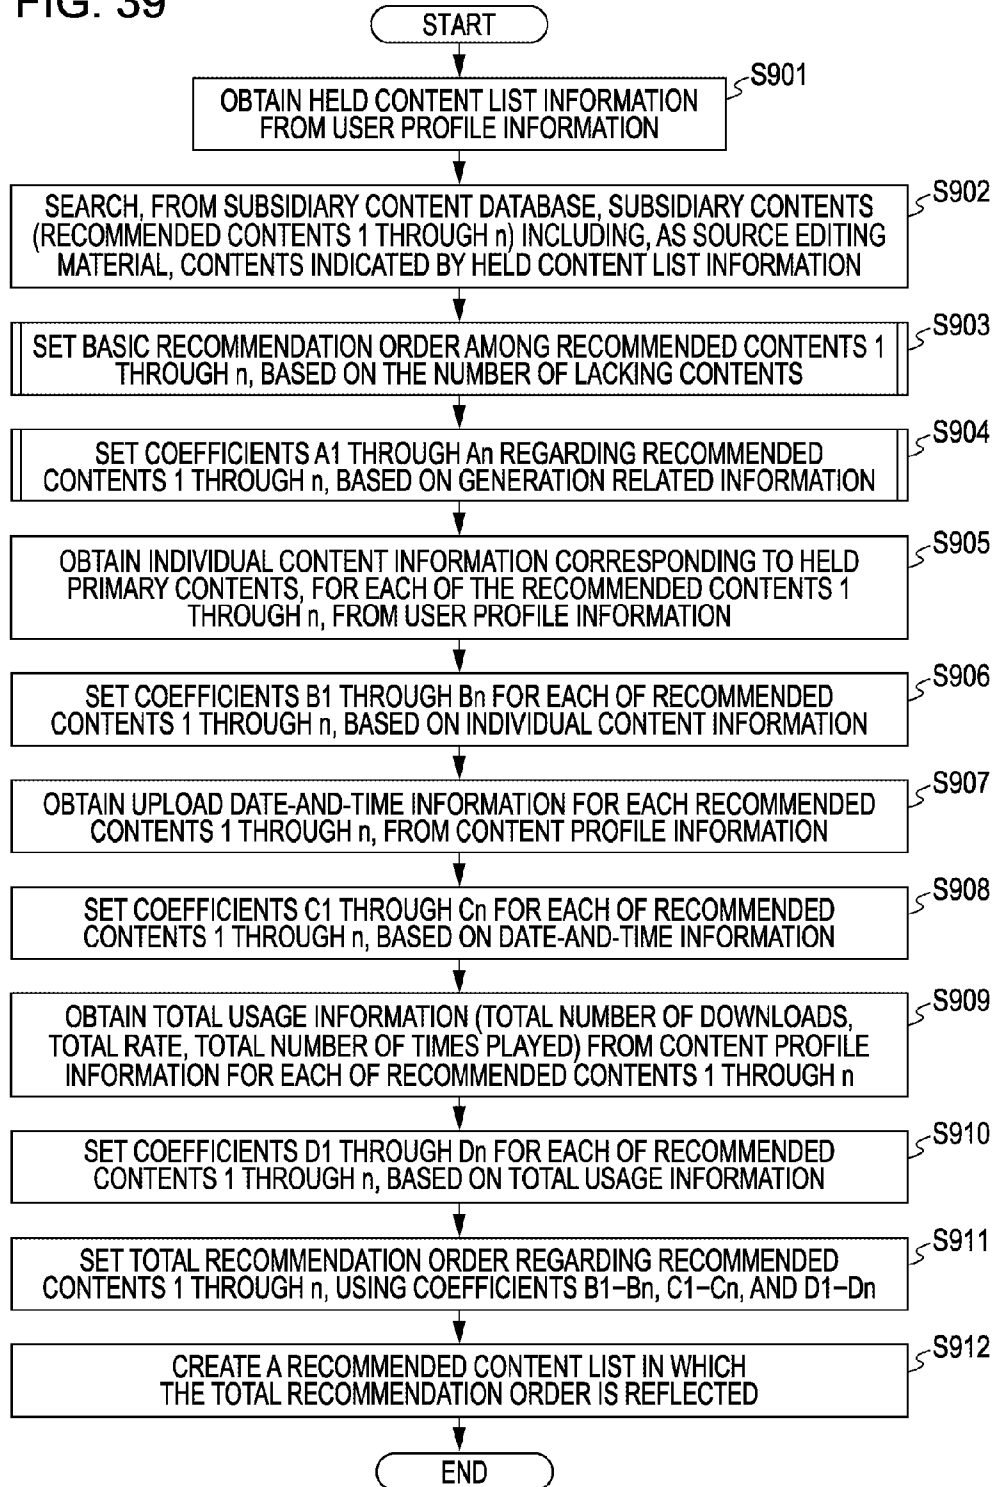 FIG. 39
START
S901
OBTAIN HELD CONTENT LIST INFORMATION
FROM USER PROFILE INFORMATION
S902
SEARCH, FROM SUBSIDIARY CONTENT DATABASE, SUBSIDIARY CONTENTS
(RECOMMENDED CONTENTS 1 THROUGH n) INCLUDING, AS SOURCE EDITING
MATERIAL, CONTENTS INDICATED BY HELD CONTENT LIST INFORMATION
S903
SET BASIC RECOMMENDATION ORDER AMONG RECOMMENDED CONTENTS 1
THROUGH n, BASED ON THE NUMBER OF LACKING CONTENTS
S904
SET COEFFICIENTS A1 THROUGH An REGARDING RECOMMENDED
CONTENTS 1 THROUGH n, BASED ON GENERATION RELATED INFORMATION
S905
OBTAIN INDIVIDUAL CONTENT INFORMATION CORRESPONDING TO HELD
PRIMARY CONTENTS, FOR EACH OF THE RECOMMENDED CONTENTS 1
THROUGH n, FROM USER PROFILE INFORMATION
S906
SET COEFFICIENTS B1 THROUGH Bn FOR EACH OF RECOMMENDED
CONTENTS 1 THROUGH n, BASED ON INDIVIDUAL CONTENT INFORMATION
S907
OBTAIN UPLOAD DATE-AND-TIME INFORMATION FOR EACH RECOMMENDED
CONTENTS 1 THROUGH n, FROM CONTENT PROFILE INFORMATION
S908
SET COEFFICIENTS C1 THROUGH Cn FOR EACH OF RECOMMENDED
CONTENTS 1 THROUGH n, BASED ON DATE-AND-TIME INFORMATION
S909
OBTAIN TOTAL USAGE INFORMATION (TOTAL NUMBER OF DOWNLOADS,
TOTAL RATE, TOTAL NUMBER OF TIMES PLAYED) FROM CONTENT PROFILE
INFORMATION FOR EACH OF RECOMMENDED CONTENTS 1 THROUGH n
S910
SET COEFFICIENTS D1 THROUGH Dn FOR EACH OF RECOMMENDED
CONTENTS 1 THROUGH n, BASED ON TOTAL USAGE INFORMATION
S911
SET TOTAL RECOMMENDATION ORDER REGARDING RECOMMENDED
CONTENTS 1 THROUGH n, USING COEFFICIENTS B1–Bn, C1–Cn, AND D1–Dn
S912
CREATE A RECOMMENDED CONTENT LIST IN WHICH
THE TOTAL RECOMMENDATION ORDER IS REFLECTED
END